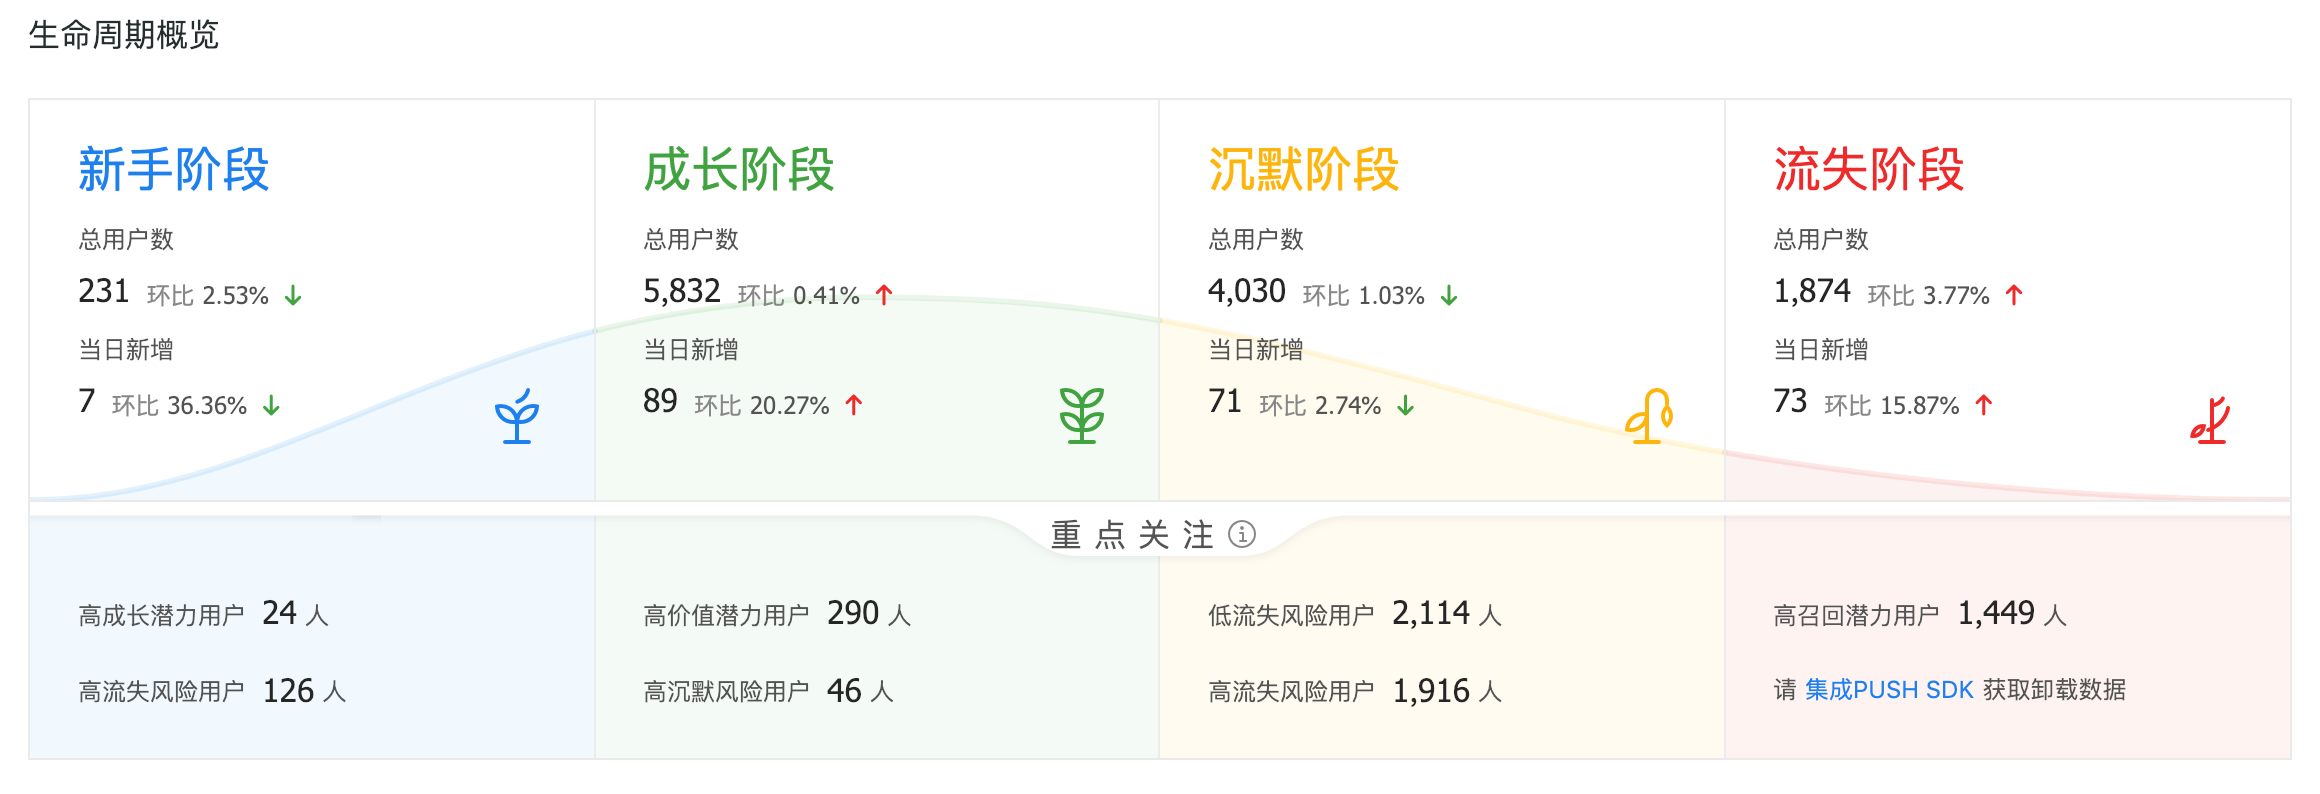 生命周期概览
新手阶段
总用户数
231 环比 2.53% ↓
当日新增
7 环比 36.36% ↓
成长阶段
总用户数
5,832 环比 0.41% ↑
当日新增
89 环比 20.27% ↑
沉默阶段
总用户数
4,030 环比 1.03% ↓
当日新增
71 环比 2.74% ↓
流失阶段
总用户数
1,874 环比 3.77% ↑
当日新增
73 环比 15.87% ↑
重点关注
高成长潜力用户 24 人
高流失风险用户 126 人
高价值潜力用户 290 人
高沉默风险用户 46 人
低流失风险用户 2,114 人
高流失风险用户 1,916 人
高召回潜力用户 1,449 人
请 集成PUSH SDK 获取卸载数据